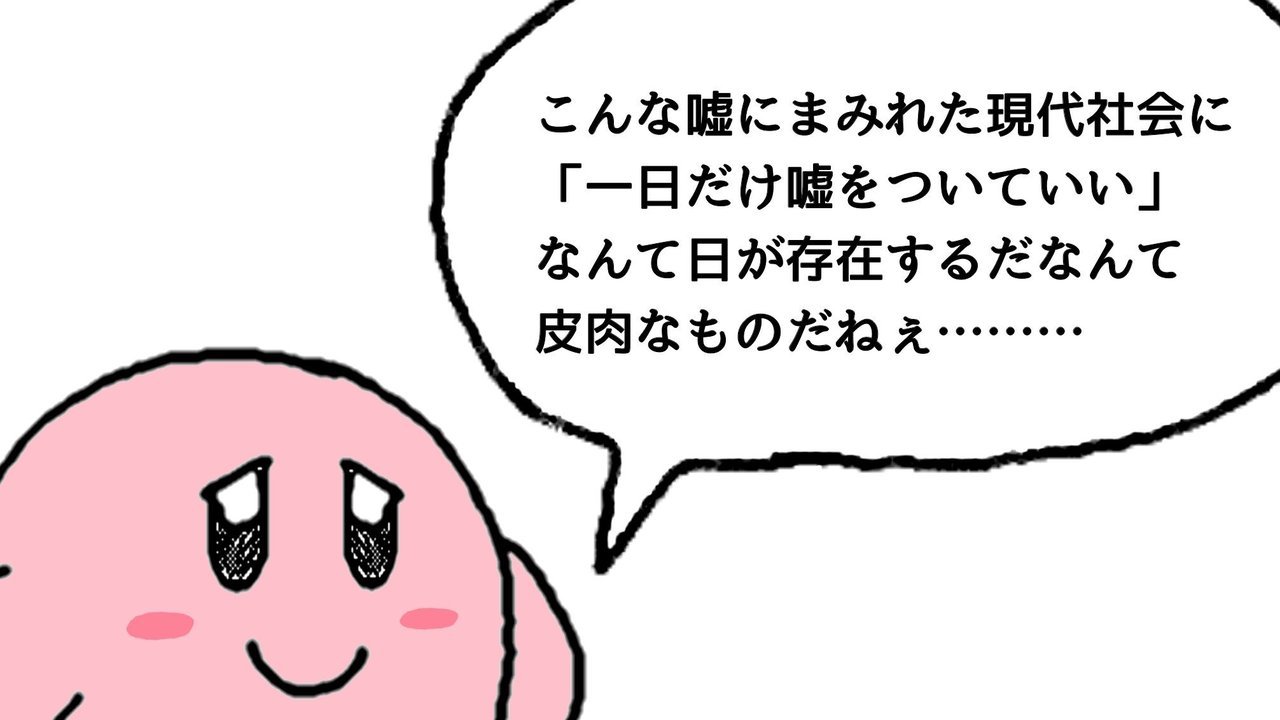 こんな嘘にまみれた現代社会に
「一日だけ嘘をついていい」
なんて日が存在するだなんて
皮肉なものだねぇ………